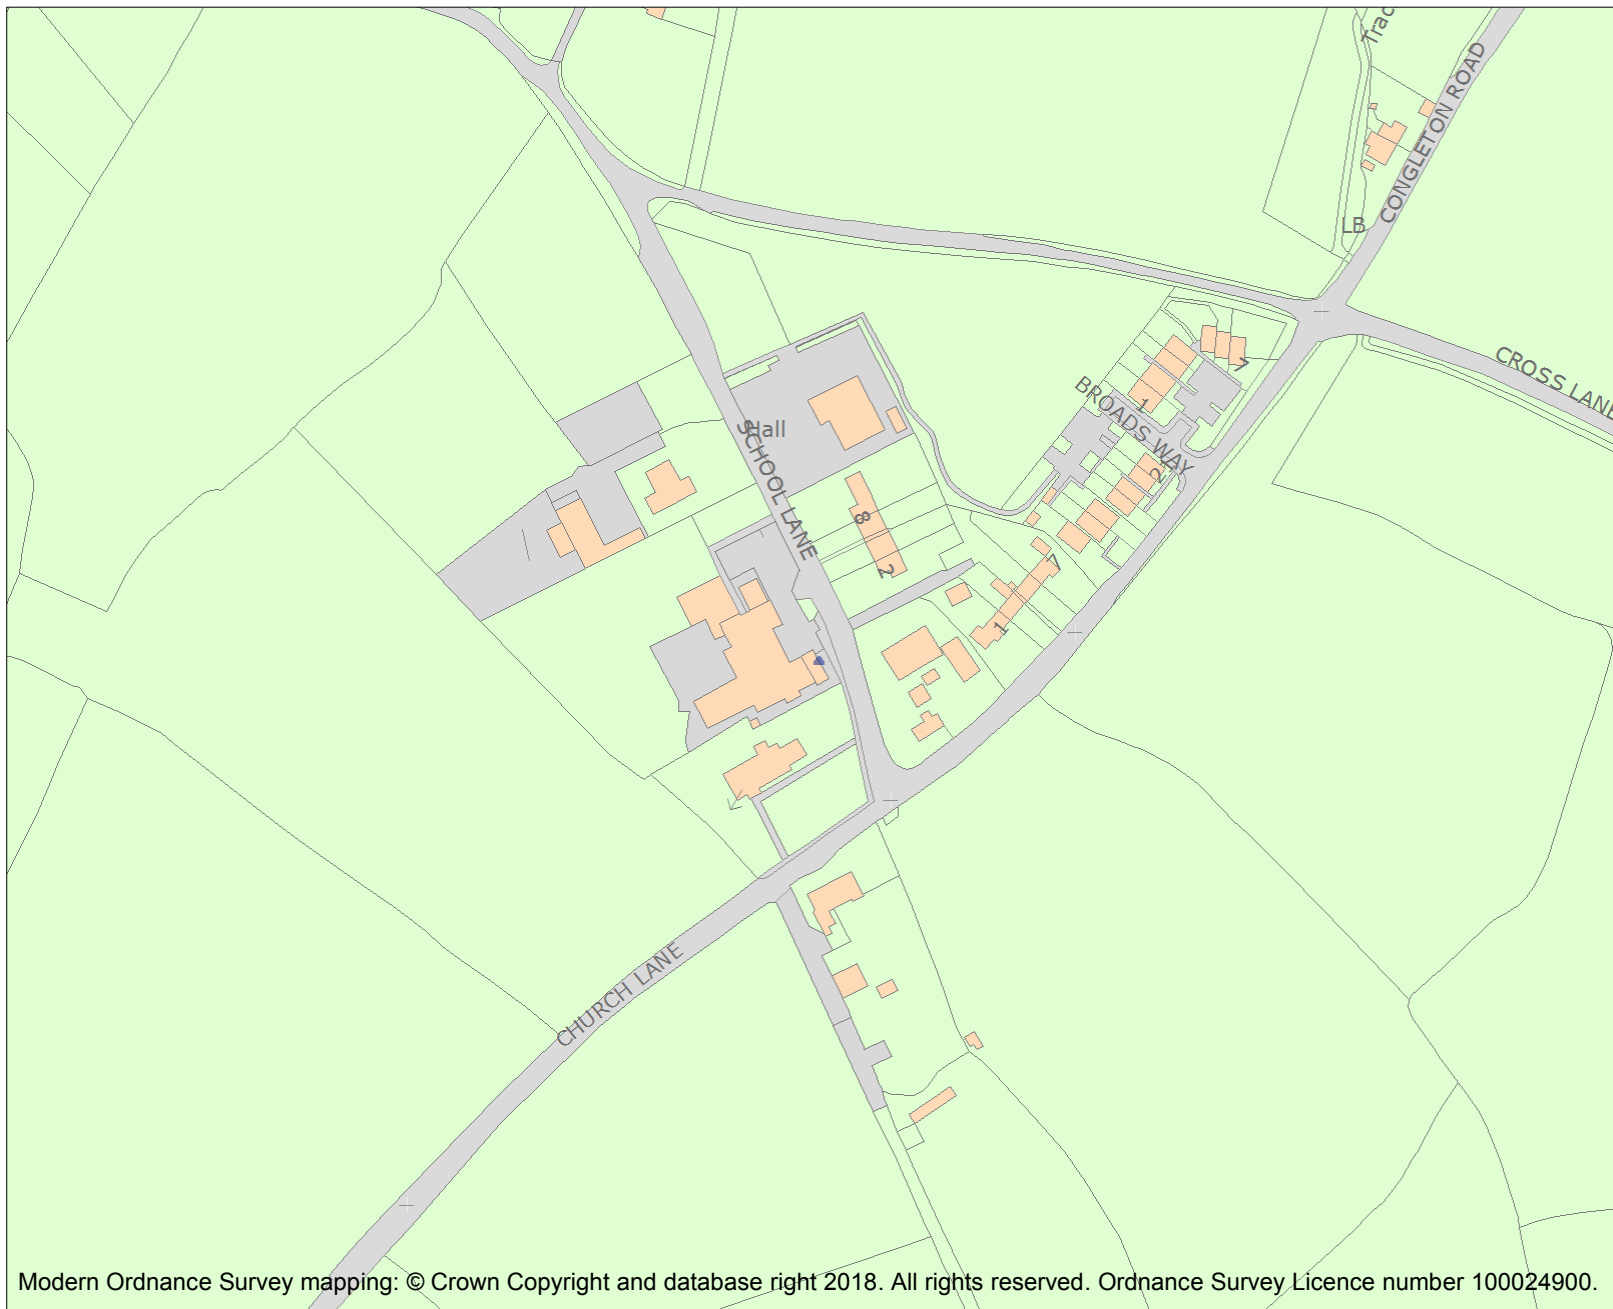 Trac
CONGLETON ROAD
LB
CROSS LANE
7
1
BROADS WAY
2
Hall
SCHOOL LANE
8
2
7
1
CHURCH LANE
Modern Ordnance Survey mapping: © Crown Copyright and database right 2018. All rights reserved. Ordnance Survey Licence number 100024900.